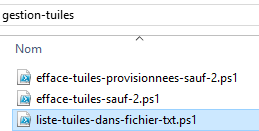 gestion-tuiles
Nom
efface-tuiles-provisionnees-sauf-2.ps1
efface-tuiles-sauf-2.ps1
liste-tuiles-dans-fichier-txt.ps1